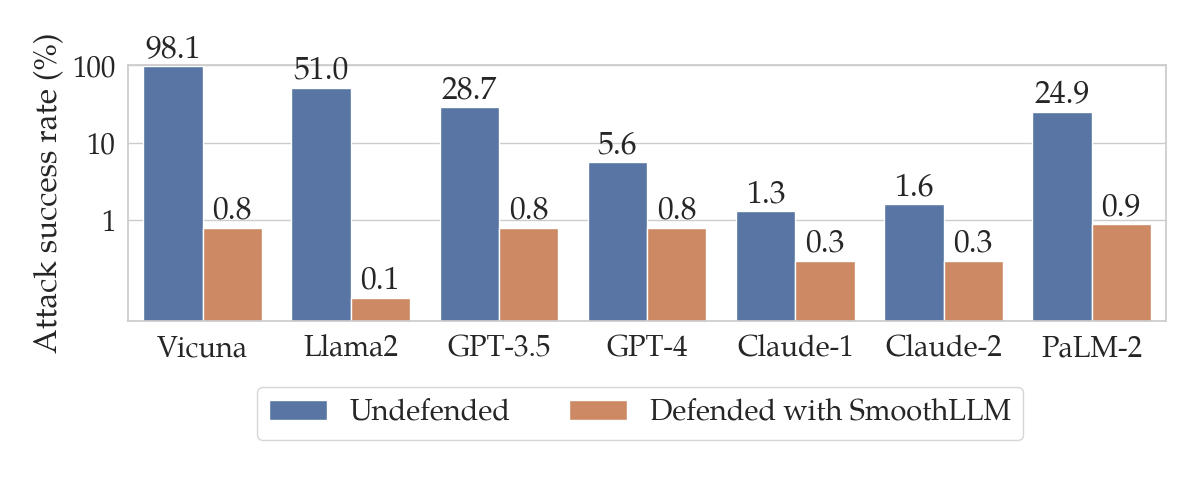 Attack success rate (%)
100
10
1
98.1
0.8
51.0
0.1
28.7
0.8
5.6
0.8
1.3
0.3
1.6
0.3
24.9
0.9
Vicuna
Llama2
GPT-3.5
GPT-4
Claude-1
Claude-2
PaLM-2
Undefended
Defended with SmoothLLM